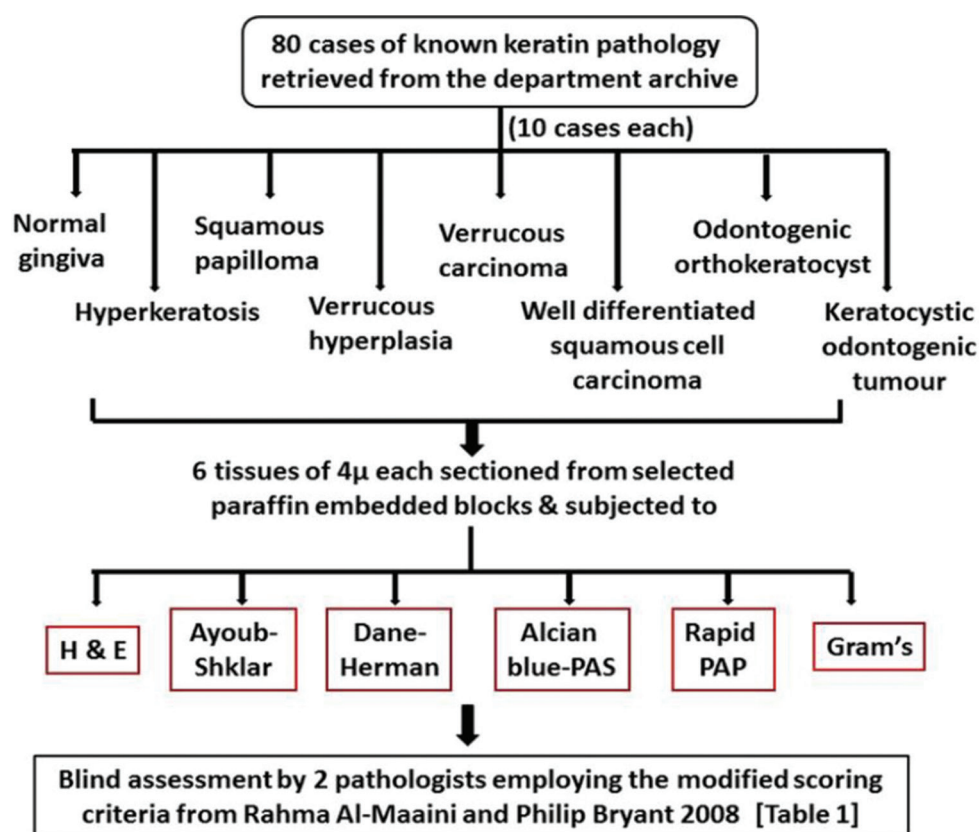 80 cases of known keratin pathology
retrieved from the department archive
(10 cases each)
Normal
gingiva
Hyperkeratosis
Squamous
papilloma
Verrucous
hyperplasia
Verrucous
carcinoma
Well differentiated
squamous cell
carcinoma
Odontogenic
orthokeratocyst
Keratocystic
odontogenic
tumour
6 tissues of 4μ each sectioned from selected
paraffin embedded blocks & subjected to
H & E
Ayoub-
Shklar
Dane-
Herman
Alcian
blue-PAS
Rapid
PAP
Gram's
Blind assessment by 2 pathologists employing the modified scoring
criteria from Rahma Al-Maaini and Philip Bryant 2008 [Table 1]